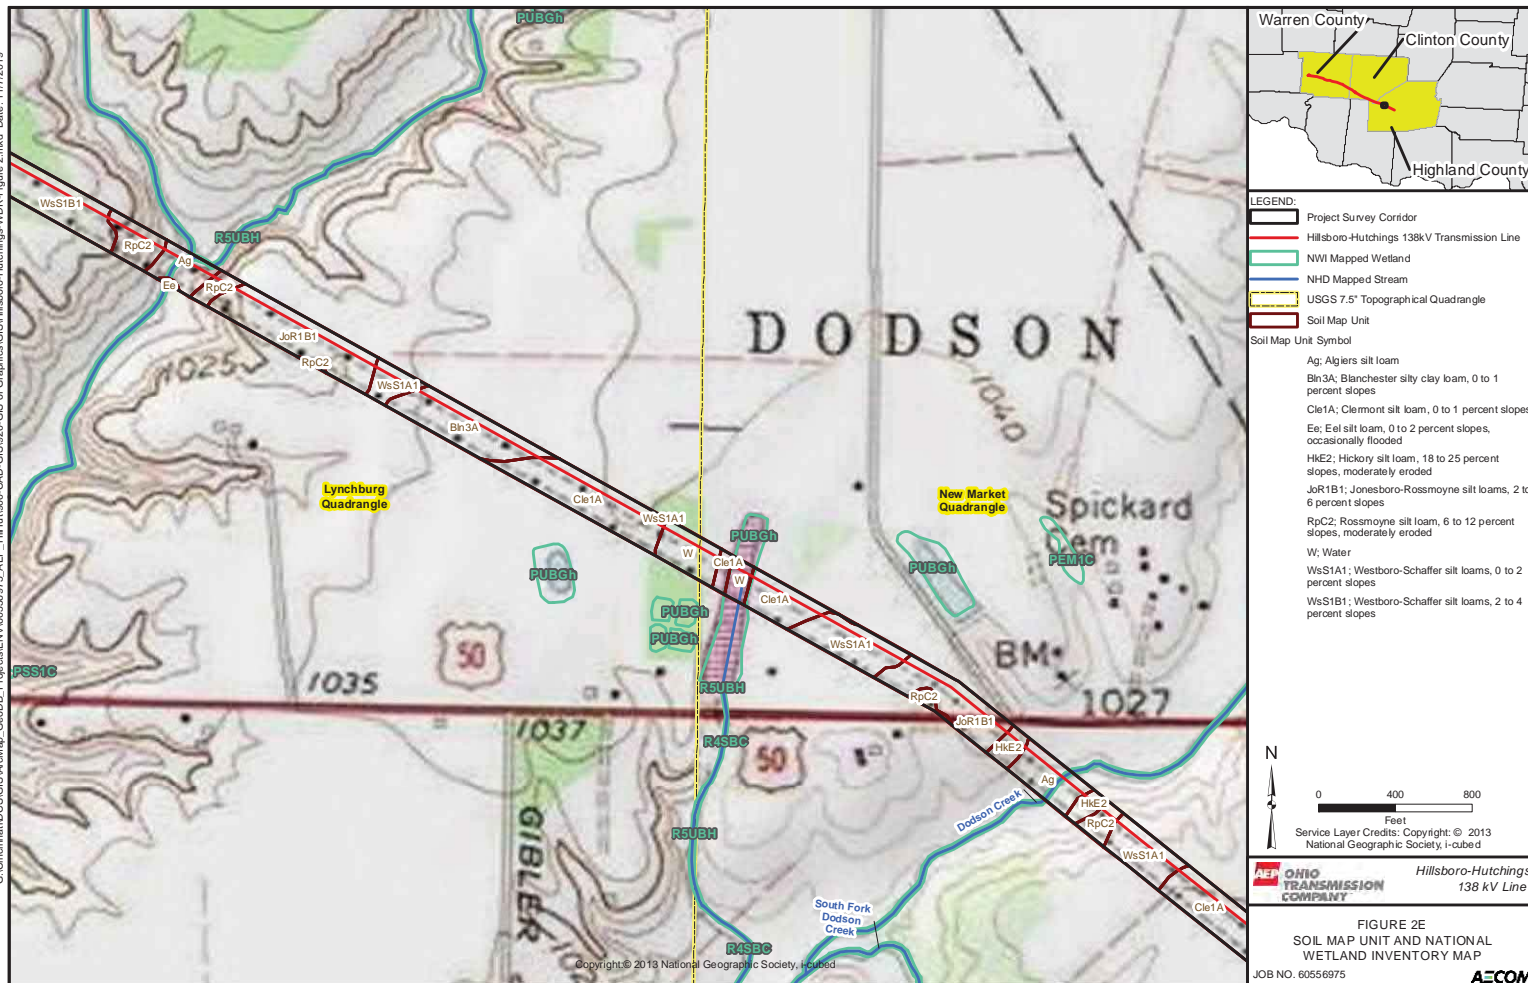 PUBGh
WsS1B1
RpC2
R5UBH
Ag
Ee
RpC2
JoR1B1
RpC2
1025
WsS1A1
Bln3A
DODSON
1040
Lynchburg
Quadrangle
New Market
Quadrangle
Cle1A
WsS1A1
W
PUBGh
Cle1A
W
Cle1A
PUBGh
PUBGh
PUBGh
PUBGh
Spickard
Cem
PEM1C
WsS1A1
BM
50
PSS1C
1035
R5UBH
RpC2
JoR1B1
1027
1037
R4SBC
50
HkE2
Ag
HkE2
RpC2
Dodson Creek
R5UBH
GIBLER
WsS1A1
Cle1A
South Fork
Dodson
Creek
R4SBC
Copyright:© 2013 National Geographic Society, i-cubed
Warren County
Clinton County
Highland County
LEGEND:
Project Survey Corridor
Hillsboro-Hutchings 138kV Transmission Line
NWI Mapped Wetland
NHD Mapped Stream
USGS 7.5" Topographical Quadrangle
Soil Map Unit
Soil Map Unit Symbol
Ag; Algiers silt loam
Bln3A; Blanchester silty clay loam, 0 to 1
percent slopes
Cle1A; Clermont silt loam, 0 to 1 percent slopes
Ee; Eel silt loam, 0 to 2 percent slopes,
occasionally flooded
HkE2; Hickory silt loam, 18 to 25 percent
slopes, moderately eroded
JoR1B1; Jonesboro-Rossmoyne silt loams, 2 to
6 percent slopes
RpC2; Rossmoyne silt loam, 6 to 12 percent
slopes, moderately eroded
W; Water
WsS1A1; Westboro-Schaffer silt loams, 0 to 2
percent slopes
WsS1B1; Westboro-Schaffer silt loams, 2 to 4
percent slopes
N
0 400 800
Feet
Service Layer Credits: Copyright: © 2013
National Geographic Society, i-cubed
AEP OHIO
TRANSMISSION
COMPANY
Hillsboro-Hutchings
138 kV Line
FIGURE 2E
SOIL MAP UNIT AND NATIONAL
WETLAND INVENTORY MAP
JOB NO. 60556975
AECOM